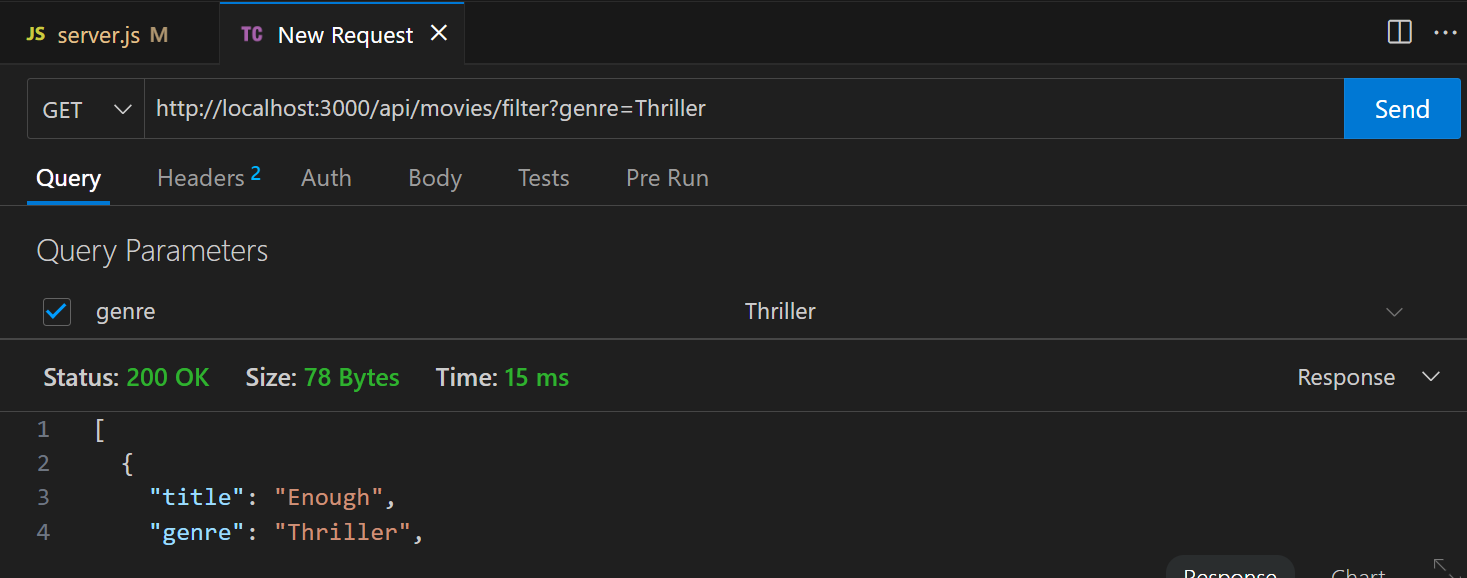 JS server.js M TC New Request
GET http://localhost:3000/api/movies/filter?genre=Thriller Send
Query Headers 2 Auth Body Tests Pre Run
Query Parameters
genre Thriller
Status: 200 OK Size: 78 Bytes Time: 15 ms Response
1 [
2 {
3 "title": "Enough",
4 "genre": "Thriller",
Response Chart